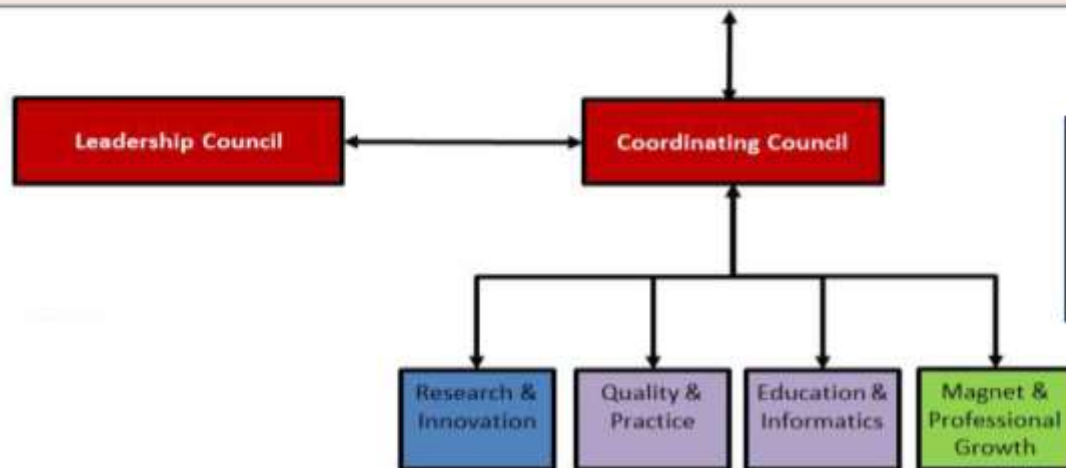 Leadership Council
Coordinating Council
Research &
Innovation
Quality &
Practice
Education &
Informatics
Magnet &
Professional
Growth